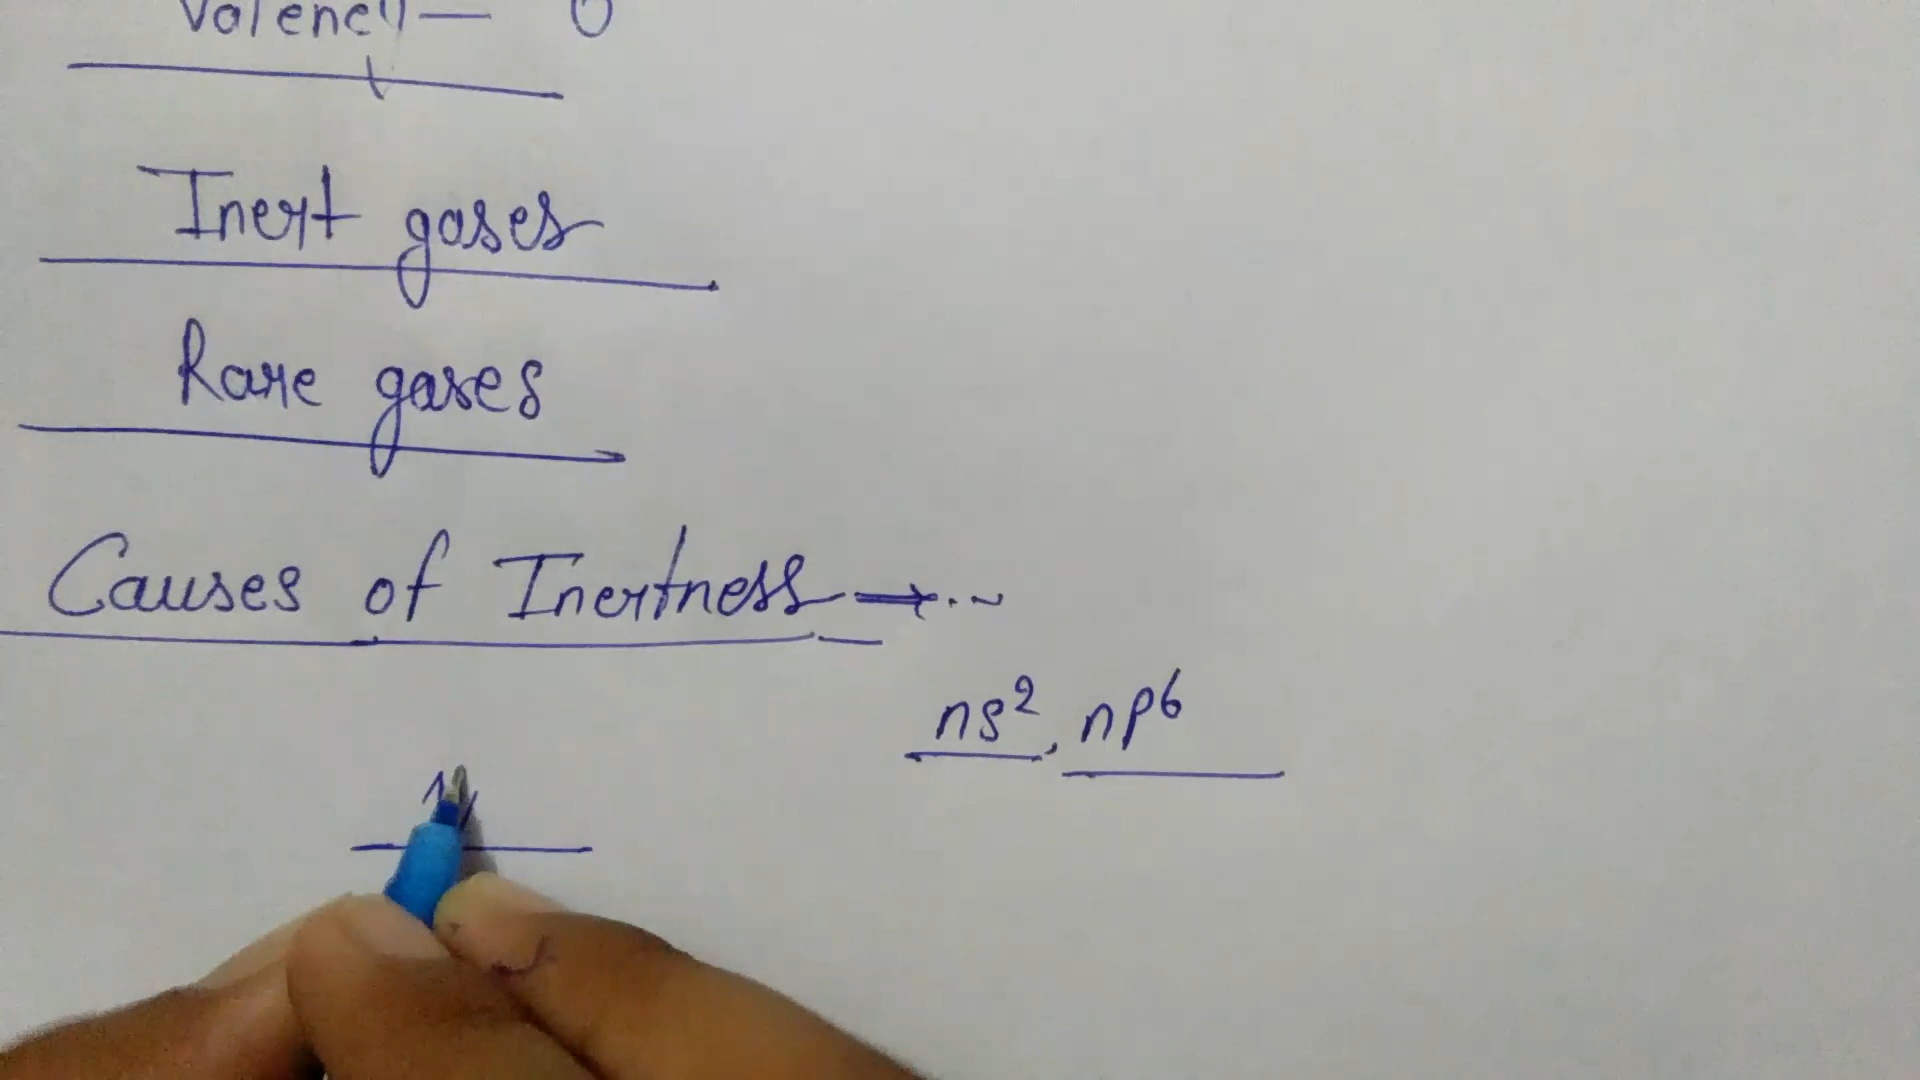 Valency — 0
Inert gases
Rare gases
Causes of Inertness →
ns², np⁶